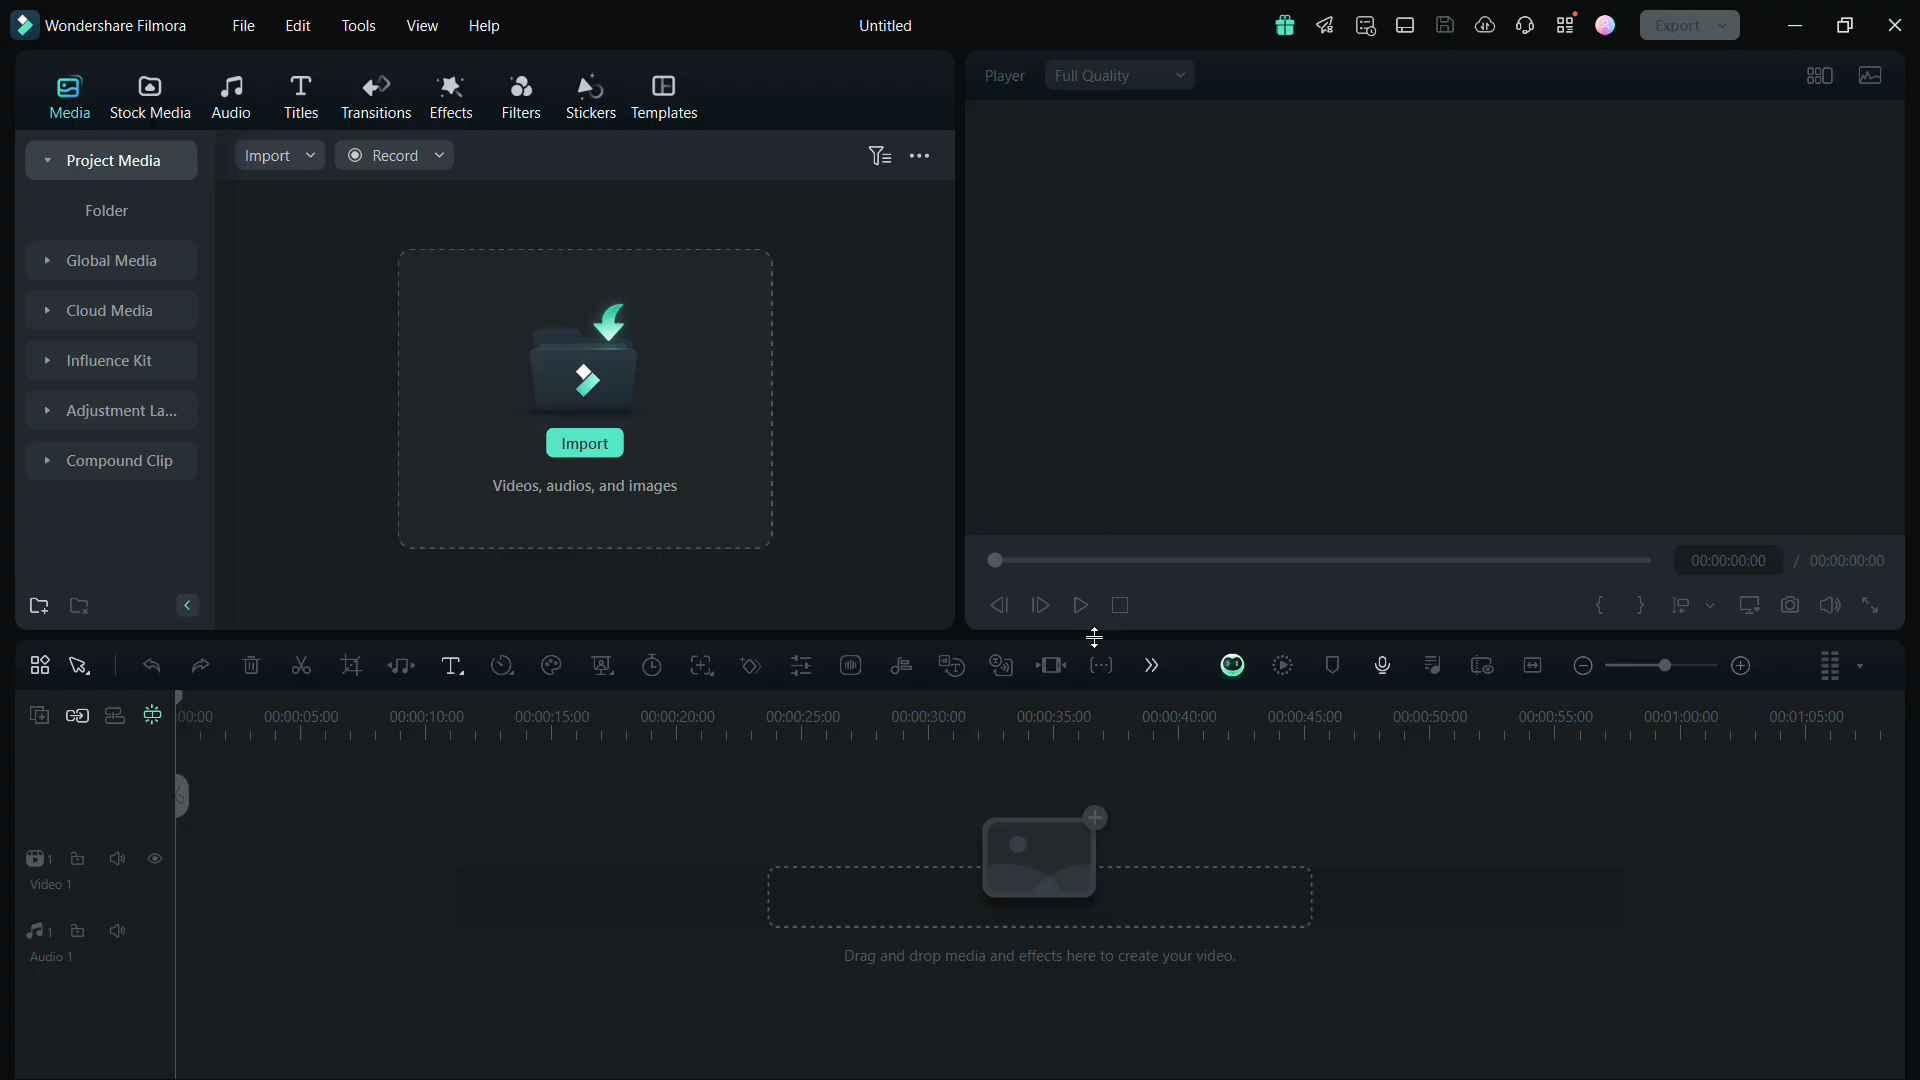 Wondershare Filmora
File
Edit
Tools
View
Help
Untitled
Export
Media
Stock Media
Audio
Titles
Transitions
Effects
Filters
Stickers
Templates
Player
Full Quality
Project Media
Import
Record
Folder
Global Media
Cloud Media
Influence Kit
Adjustment La...
Compound Clip
Import
Videos, audios, and images
00:00:00:00 / 00:00:00:00
:00:00
00:00:05:00
00:00:10:00
00:00:15:00
00:00:20:00
00:00:25:00
00:00:30:00
00:00:35:00
00:00:40:00
00:00:45:00
00:00:50:00
00:00:55:00
00:01:00:00
00:01:05:00
1
Video 1
1
Audio 1
Drag and drop media and effects here to create your video.